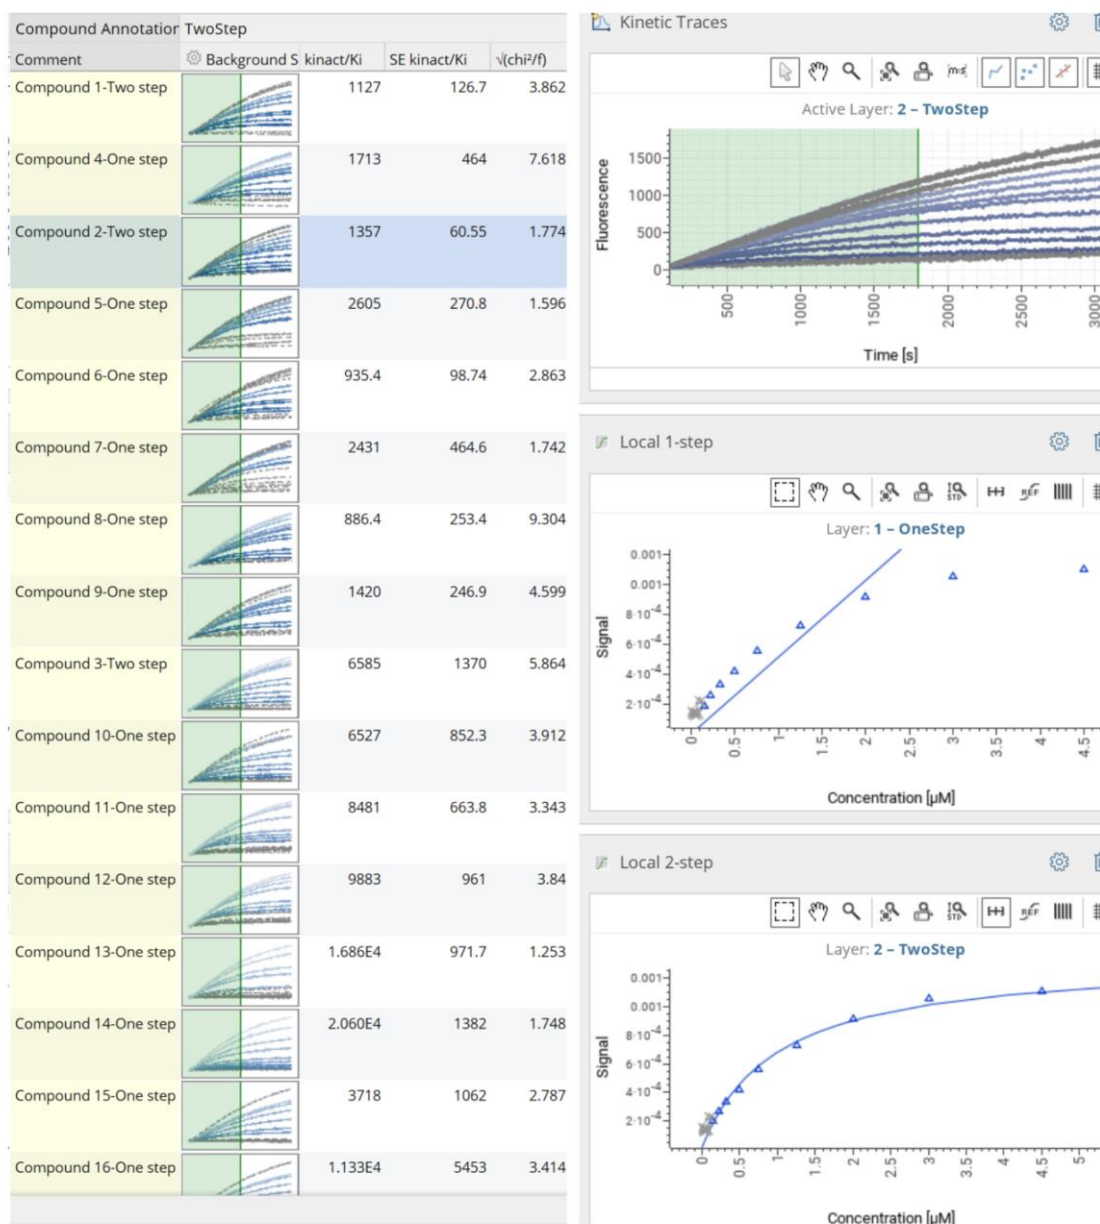 Compound Annotation TwoStep
Comment Background S kinact/Ki SE kinact/Ki √(chi²/f)
Compound 1-Two step 1127 126.7 3.862
Compound 4-One step 1713 464 7.618
Compound 2-Two step 1357 60.55 1.774
Compound 5-One step 2605 270.8 1.596
Compound 6-One step 935.4 98.74 2.863
Compound 7-One step 2431 464.6 1.742
Compound 8-One step 886.4 253.4 9.304
Compound 9-One step 1420 246.9 4.599
Compound 3-Two step 6585 1370 5.864
Compound 10-One step 6527 852.3 3.912
Compound 11-One step 8481 663.8 3.343
Compound 12-One step 9883 961 3.84
Compound 13-One step 1.686E4 971.7 1.253
Compound 14-One step 2.060E4 1382 1.748
Compound 15-One step 3718 1062 2.787
Compound 16-One step 1.133E4 5453 3.414
Kinetic Traces
Active Layer: 2 – TwoStep
Fluorescence
1500
1000
500
0
500 1000 1500 2000 2500 3000
Time [s]
Local 1-step
STD REF
Layer: 1 – OneStep
Signal
0.001
0.001
8·10⁻⁴
6·10⁻⁴
4·10⁻⁴
2·10⁻⁴
0 0.5 1 1.5 2 2.5 3 3.5 4 4.5
Concentration [µM]
Local 2-step
STD REF
Layer: 2 – TwoStep
Signal
0.001
0.001
8·10⁻⁴
6·10⁻⁴
4·10⁻⁴
2·10⁻⁴
0 0.5 1 1.5 2 2.5 3 3.5 4 4.5 5
Concentration [µM]